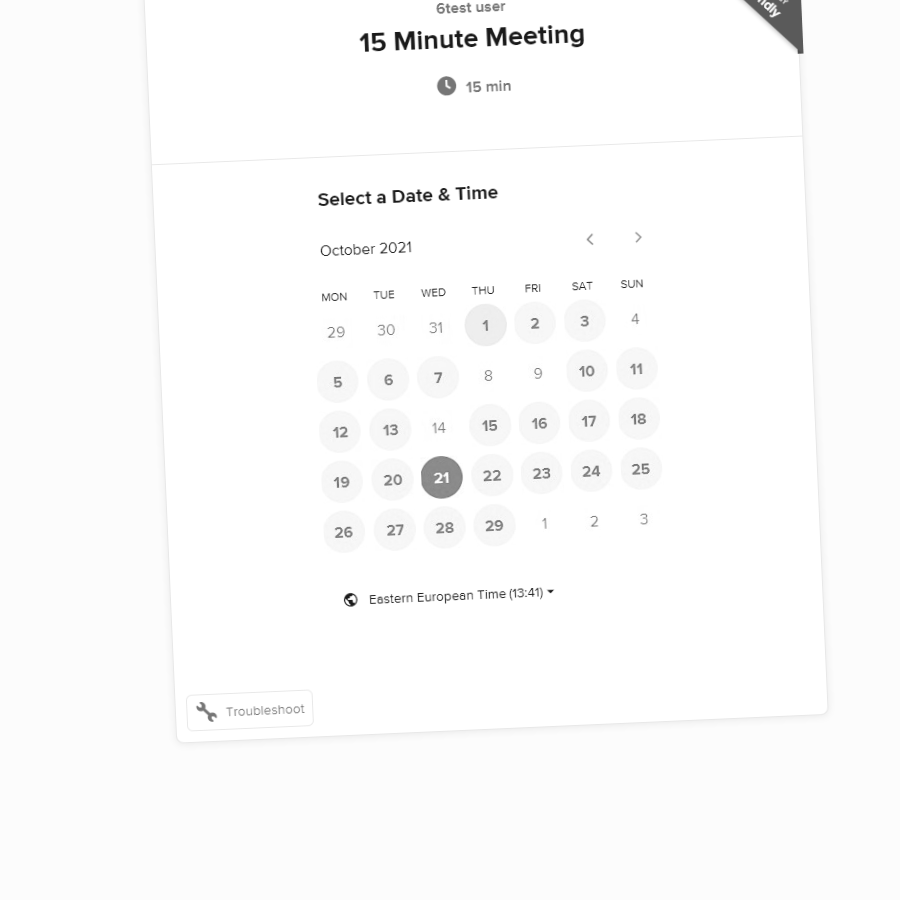 6test user
15 Minute Meeting
15 min
Select a Date & Time
October 2021
MON TUE WED THU FRI SAT SUN
29 30 31 1 2 3 4
5 6 7 8 9 10 11
12 13 14 15 16 17 18
19 20 21 22 23 24 25
26 27 28 29 1 2 3
Eastern European Time (13:41)
Troubleshoot